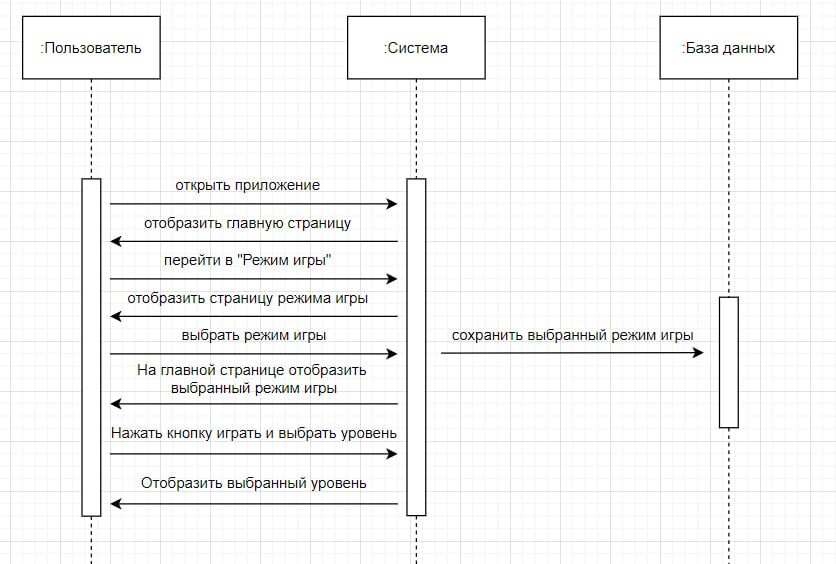 :Пользователь
:Система
:База данных
открыть приложение
отобразить главную страницу
перейти в "Режим игры"
отобразить страницу режима игры
выбрать режим игры
сохранить выбранный режим игры
На главной странице отобразить
выбранный режим игры
Нажать кнопку играть и выбрать уровень
Отобразить выбранный уровень